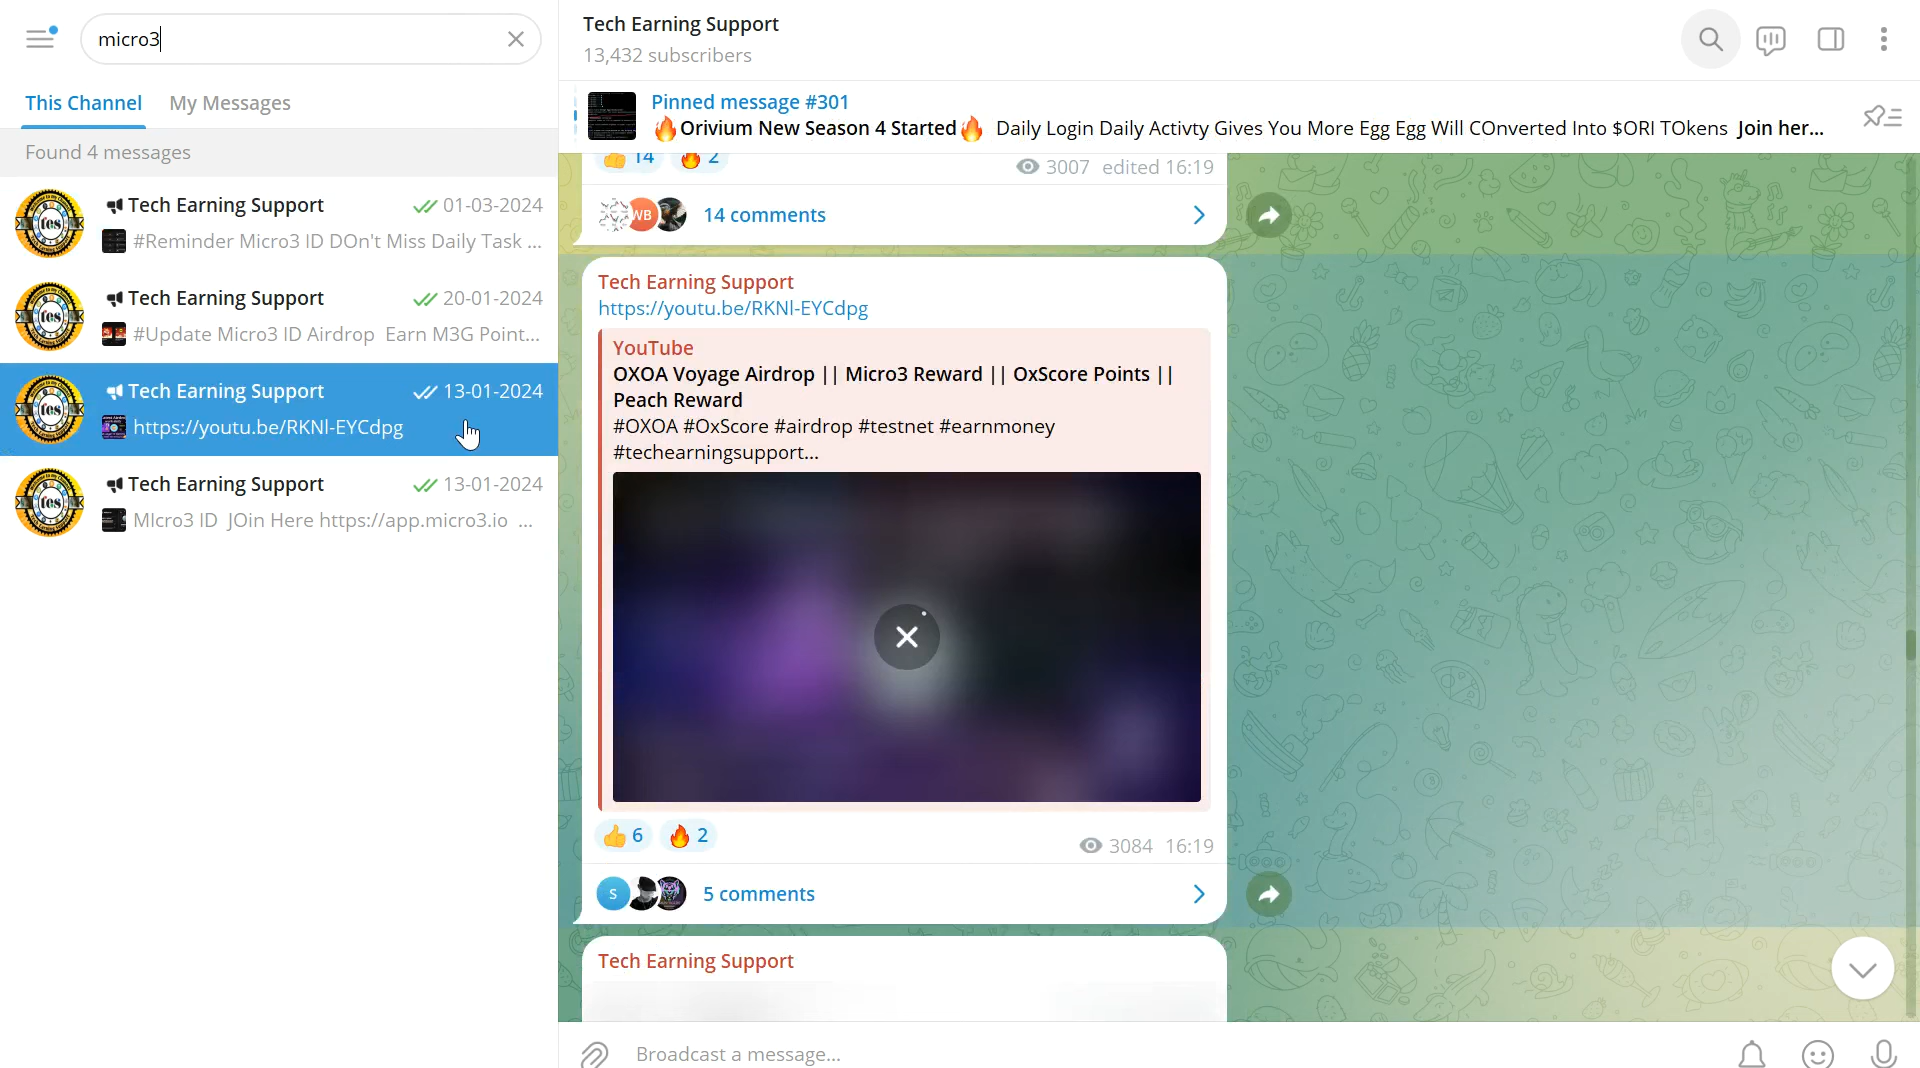 micro3
This Channel
My Messages
Found 4 messages
Tech Earning Support
01-03-2024
#Reminder Micro3 ID DOn't Miss Daily Task ...
Tech Earning Support
20-01-2024
#Update Micro3 ID Airdrop Earn M3G Point...
Tech Earning Support
13-01-2024
https://youtu.be/RKNl-EYCdpg
Tech Earning Support
13-01-2024
MIcro3 ID JOin Here https://app.micro3.io ...
Tech Earning Support
13,432 subscribers
Pinned message #301
🔥Orivium New Season 4 Started🔥 Daily Login Daily Activty Gives You More Egg Egg Will COnverted Into $ORI TOkens Join her...
👍 14 🔥 2
3007 edited 16:19
WB
14 comments
Tech Earning Support
https://youtu.be/RKNl-EYCdpg
YouTube
OXOA Voyage Airdrop || Micro3 Reward || OxScore Points ||
Peach Reward
#OXOA #OxScore #airdrop #testnet #earnmoney
#techearningsupport...
👍 6 🔥 2
3084 16:19
S
5 comments
Tech Earning Support
Broadcast a message...